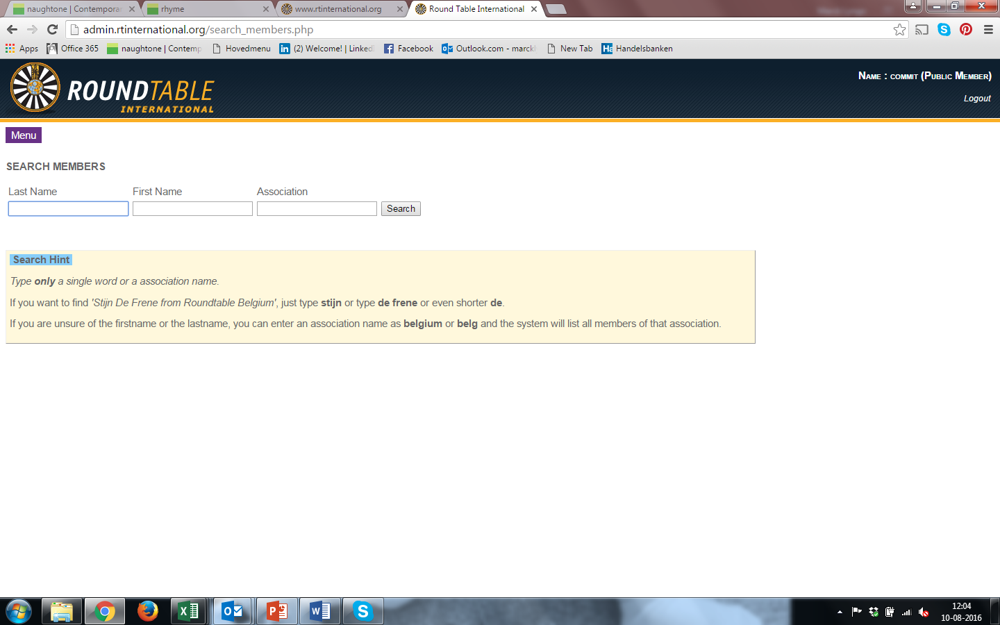 naughtone | Contemporar
rhyme
www.rtinternational.org
Round Table International
admin.rtinternational.org/search_members.php
Apps
Office 365
naughtone | Contemp
Hovedmenu
(2) Welcome! | LinkedI
Facebook
Outlook.com - marckh
New Tab
Handelsbanken
ROUNDTABLE
INTERNATIONAL
Name : commit (Public Member)
Logout
Menu
SEARCH MEMBERS
Last Name First Name Association
Search
Search Hint
Type only a single word or a association name.
If you want to find 'Stijn De Frene from Roundtable Belgium', just type stijn or type de frene or even shorter de.
If you are unsure of the firstname or the lastname, you can enter an association name as belgium or belg and the system will list all members of that association.
12:04
10-08-2016